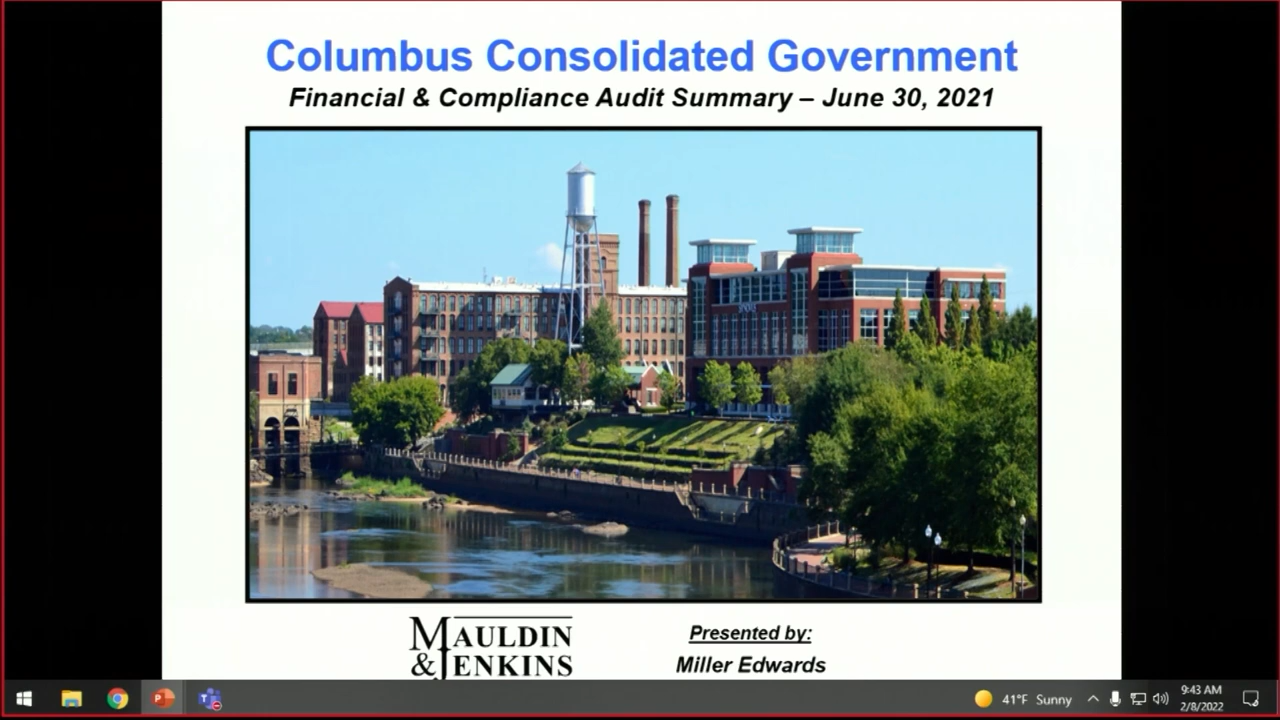 Columbus Consolidated Government
Financial & Compliance Audit Summary – June 30, 2021
MAULDIN
&JENKINS
Presented by:
Miller Edwards
41°F Sunny
9:43 AM
2/8/2022